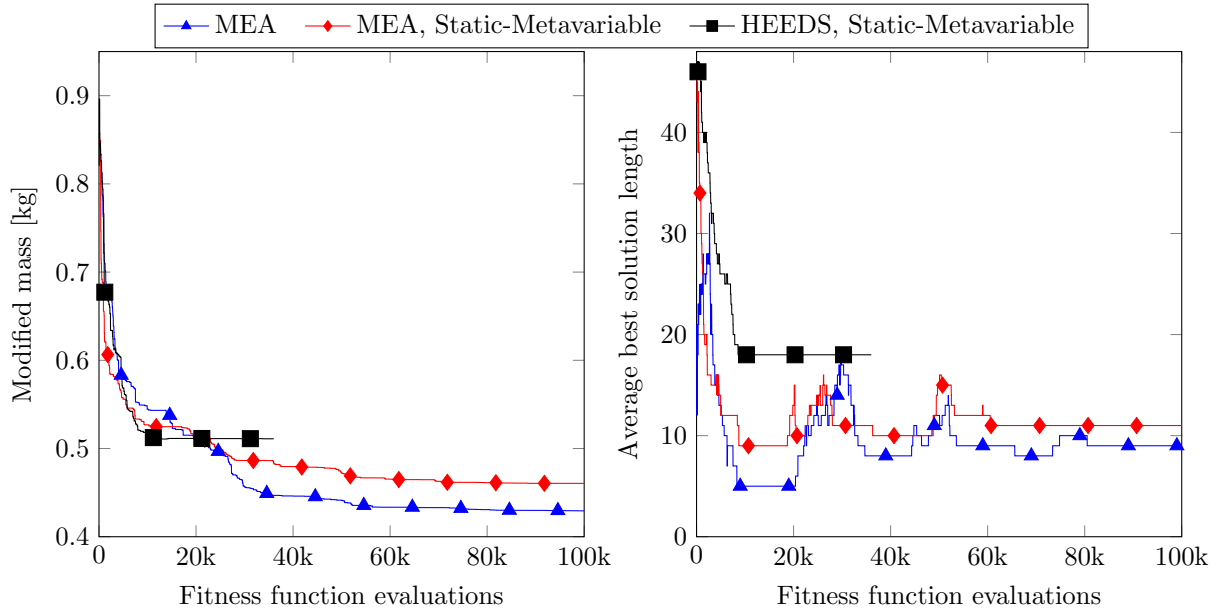 MEA MEA, Static-Metavariable HEEDS, Static-Metavariable
Modified mass [kg]
0.9
0.8
0.7
0.6
0.5
0.4
0 20k 40k 60k 80k 100k
Fitness function evaluations
Average best solution length
40
30
20
10
0
0 20k 40k 60k 80k 100k
Fitness function evaluations